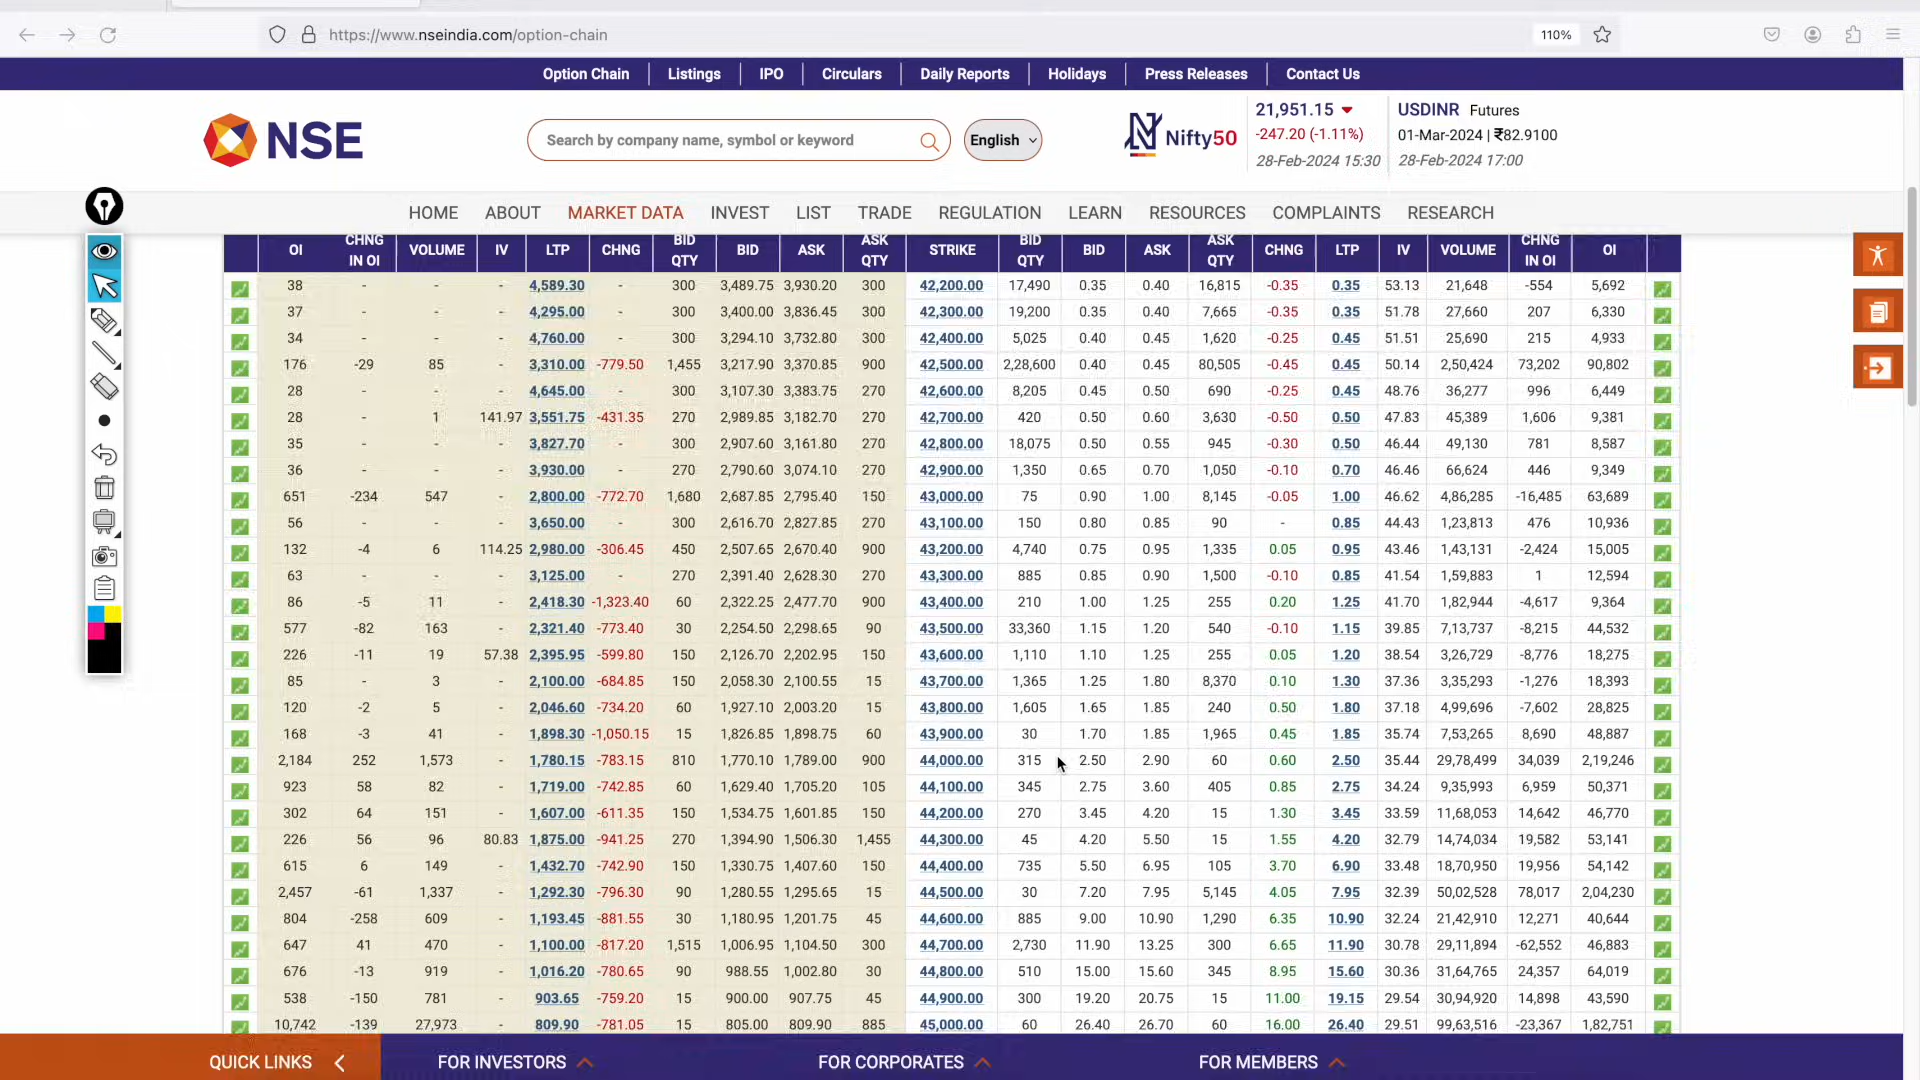 https://www.nseindia.com/option-chain 110%
Option Chain Listings IPO Circulars Daily Reports Holidays Press Releases Contact Us
NSE
Search by company name, symbol or keyword
English
Nifty50
21,951.15
-247.20 (-1.11%)
28-Feb-2024 15:30
USDINR Futures
01-Mar-2024 | ₹82.9100
28-Feb-2024 17:00
HOME ABOUT MARKET DATA INVEST LIST TRADE REGULATION LEARN RESOURCES COMPLAINTS RESEARCH
OI CHNG IN OI VOLUME IV LTP CHNG BID QTY BID ASK ASK QTY STRIKE BID QTY BID ASK ASK QTY CHNG LTP IV VOLUME CHNG IN OI OI
38 - - - 4,589.30 - 300 3,489.75 3,930.20 300 42,200.00 17,490 0.35 0.40 16,815 -0.35 0.35 53.13 21,648 -554 5,692
37 - - - 4,295.00 - 300 3,400.00 3,836.45 300 42,300.00 19,200 0.35 0.40 7,665 -0.35 0.35 51.78 27,660 207 6,330
34 - - - 4,760.00 - 300 3,294.10 3,732.80 300 42,400.00 5,025 0.40 0.45 1,620 -0.25 0.45 51.51 25,690 215 4,933
176 -29 85 - 3,310.00 -779.50 1,455 3,217.90 3,370.85 900 42,500.00 2,28,600 0.40 0.45 80,505 -0.45 0.45 50.14 2,50,424 73,202 90,802
28 - - - 4,645.00 - 300 3,107.30 3,383.75 270 42,600.00 8,205 0.45 0.50 690 -0.25 0.45 48.76 36,277 996 6,449
28 - 1 141.97 3,551.75 -431.35 270 2,989.85 3,182.70 270 42,700.00 420 0.50 0.60 3,630 -0.50 0.50 47.83 45,389 1,606 9,381
35 - - - 3,827.70 - 300 2,907.60 3,161.80 270 42,800.00 18,075 0.50 0.55 945 -0.30 0.50 46.44 49,130 781 8,587
36 - - - 3,930.00 - 270 2,790.60 3,074.10 270 42,900.00 1,350 0.65 0.70 1,050 -0.10 0.70 46.46 66,624 446 9,349
651 -234 547 - 2,800.00 -772.70 1,680 2,687.85 2,795.40 150 43,000.00 75 0.90 1.00 8,145 -0.05 1.00 46.62 4,86,285 -16,485 63,689
56 - - - 3,650.00 - 300 2,616.70 2,827.85 270 43,100.00 150 0.80 0.85 90 - 0.85 44.43 1,23,813 476 10,936
132 -4 6 114.25 2,980.00 -306.45 450 2,507.65 2,670.40 900 43,200.00 4,740 0.75 0.95 1,335 0.05 0.95 43.46 1,43,131 -2,424 15,005
63 - - - 3,125.00 - 270 2,391.40 2,628.30 270 43,300.00 885 0.85 0.90 1,500 -0.10 0.85 41.54 1,59,883 1 12,594
86 -5 11 - 2,418.30 -1,323.40 60 2,322.25 2,477.70 900 43,400.00 210 1.00 1.25 255 0.20 1.25 41.70 1,82,944 -4,617 9,364
577 -82 163 - 2,321.40 -773.40 30 2,254.50 2,298.65 90 43,500.00 33,360 1.15 1.20 540 -0.10 1.15 39.85 7,13,737 -8,215 44,532
226 -11 19 57.38 2,395.95 -599.80 150 2,126.70 2,202.95 150 43,600.00 1,110 1.10 1.25 255 0.05 1.20 38.54 3,26,729 -8,776 18,275
85 - 3 - 2,100.00 -684.85 150 2,058.30 2,100.55 15 43,700.00 1,365 1.25 1.80 8,370 0.10 1.30 37.36 3,35,293 -1,276 18,393
120 -2 5 - 2,046.60 -734.20 60 1,927.10 2,003.20 15 43,800.00 1,605 1.65 1.85 240 0.50 1.80 37.18 4,99,696 -7,602 28,825
168 -3 41 - 1,898.30 -1,050.15 15 1,826.85 1,898.75 60 43,900.00 30 1.70 1.85 1,965 0.45 1.85 35.74 7,53,265 8,690 48,887
2,184 252 1,573 - 1,780.15 -783.15 810 1,770.10 1,789.00 900 44,000.00 315 2.50 2.90 60 0.60 2.50 35.44 29,78,499 34,039 2,19,246
923 58 82 - 1,719.00 -742.85 60 1,629.40 1,705.20 105 44,100.00 345 2.75 3.60 405 0.85 2.75 34.24 9,35,993 6,959 50,371
302 64 151 - 1,607.00 -611.35 150 1,534.75 1,601.85 150 44,200.00 270 3.45 4.20 15 1.30 3.45 33.59 11,68,053 14,642 46,770
226 56 96 80.83 1,875.00 -941.25 270 1,394.90 1,506.30 1,455 44,300.00 45 4.20 5.50 15 1.55 4.20 32.79 14,74,034 19,582 53,141
615 6 149 - 1,432.70 -742.90 150 1,330.75 1,407.60 150 44,400.00 735 5.50 6.95 105 3.70 6.90 33.48 18,70,950 19,956 54,142
2,457 -61 1,337 - 1,292.30 -796.30 90 1,280.55 1,295.65 15 44,500.00 30 7.20 7.95 5,145 4.05 7.95 32.39 50,02,528 78,017 2,04,230
804 -258 609 - 1,193.45 -881.55 30 1,180.95 1,201.75 45 44,600.00 885 9.00 10.90 1,290 6.35 10.90 32.24 21,42,910 12,271 40,644
647 41 470 - 1,100.00 -817.20 1,515 1,006.95 1,104.50 300 44,700.00 2,730 11.90 13.25 300 6.65 11.90 30.78 29,11,894 -62,552 46,883
676 -13 919 - 1,016.20 -780.65 90 988.55 1,002.80 30 44,800.00 510 15.00 15.60 345 8.95 15.60 30.36 31,64,765 24,357 64,019
538 -150 781 - 903.65 -759.20 15 900.00 907.75 45 44,900.00 300 19.20 20.75 15 11.00 19.15 29.54 30,94,920 14,898 43,590
10,742 -139 27,973 - 809.90 -781.05 15 805.00 809.90 885 45,000.00 60 26.40 26.70 60 16.00 26.40 29.51 99,63,516 -23,367 1,82,751
QUICK LINKS FOR INVESTORS FOR CORPORATES FOR MEMBERS